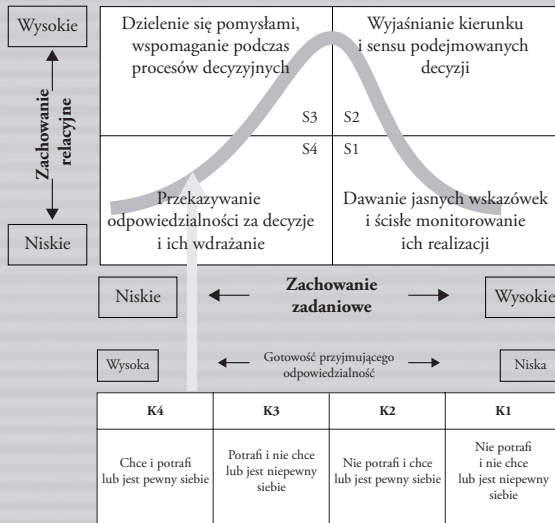 Wysokie
Zachowanie
relacyjne
Niskie
Dzielenie się pomysłami,
wspomaganie podczas
procesów decyzyjnych
S3
Wyjaśnianie kierunku
i sensu podejmowanych
decyzji
S2
S4
Przekazywanie
odpowiedzialności za decyzje
i ich wdrażanie
S1
Dawanie jasnych wskazówek
i ścisłe monitorowanie
ich realizacji
Niskie
Zachowanie
zadaniowe
Wysokie
Wysoka
Gotowość przyjmującego
odpowiedzialność
Niska
K4
K3
K2
K1
Chce i potrafi
lub jest pewny siebie
Potrafi i nie chce
lub jest niepewny
siebie
Nie potrafi i chce
lub jest pewny siebie
Nie potrafi
i nie chce
lub jest niepewny
siebie